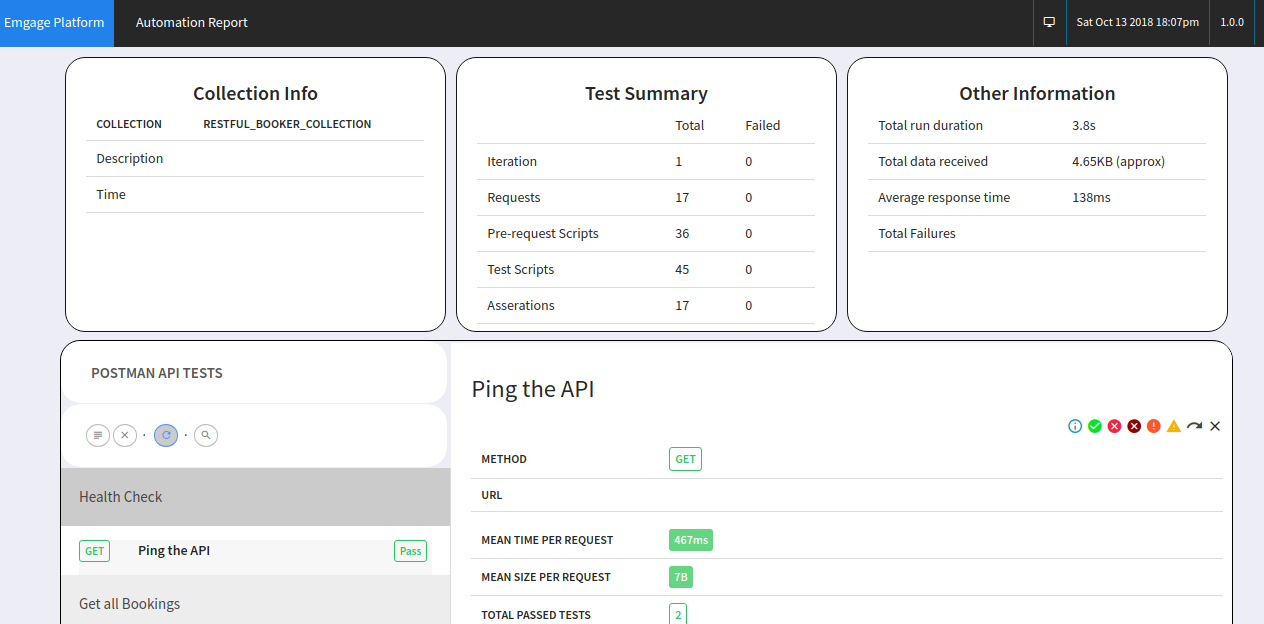 Emgage Platform Automation Report Sat Oct 13 2018 18:07pm 1.0.0
Collection Info
COLLECTION RESTFUL_BOOKER_COLLECTION
Description
Time
Test Summary
Total Failed
Iteration 1 0
Requests 17 0
Pre-request Scripts 36 0
Test Scripts 45 0
Asserations 17 0
Other Information
Total run duration 3.8s
Total data received 4.65KB (approx)
Average response time 138ms
Total Failures
POSTMAN API TESTS
Health Check
GET Ping the API Pass
Get all Bookings
Ping the API
METHOD GET
URL
MEAN TIME PER REQUEST 467ms
MEAN SIZE PER REQUEST 7B
TOTAL PASSED TESTS 2